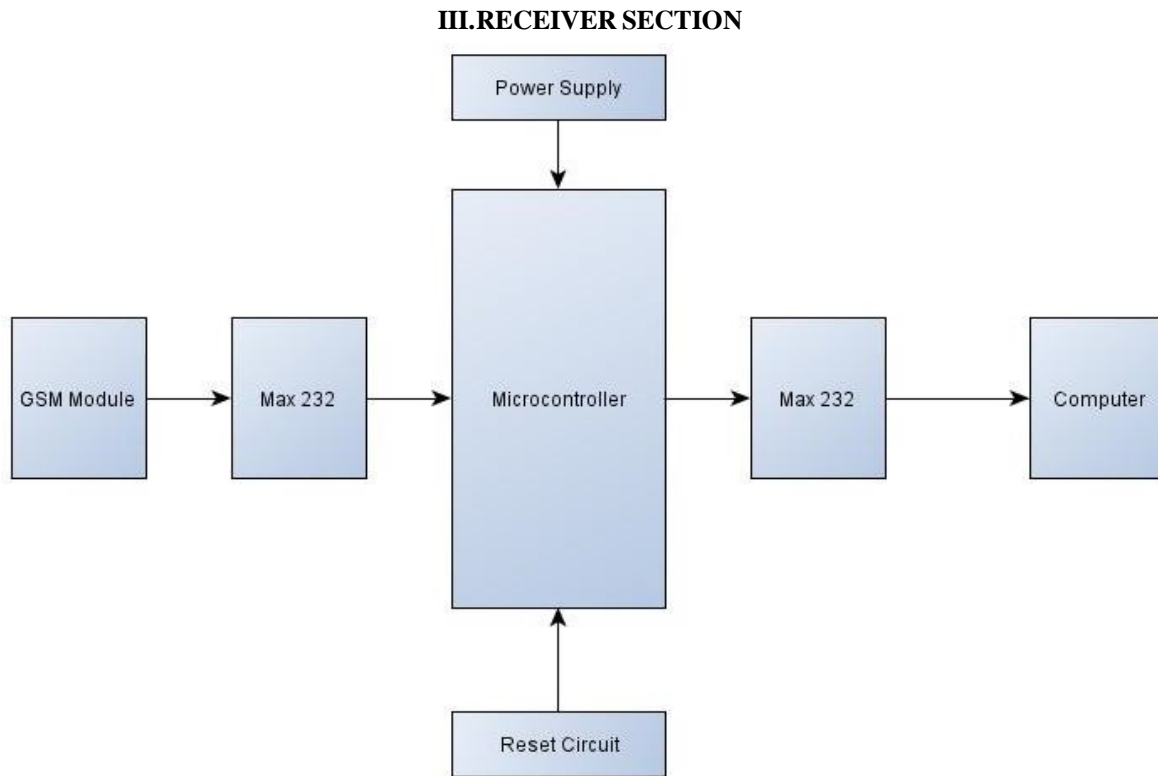 III.RECEIVER SECTION
Power Supply
GSM Module
Max 232
Microcontroller
Max 232
Computer
Reset Circuit